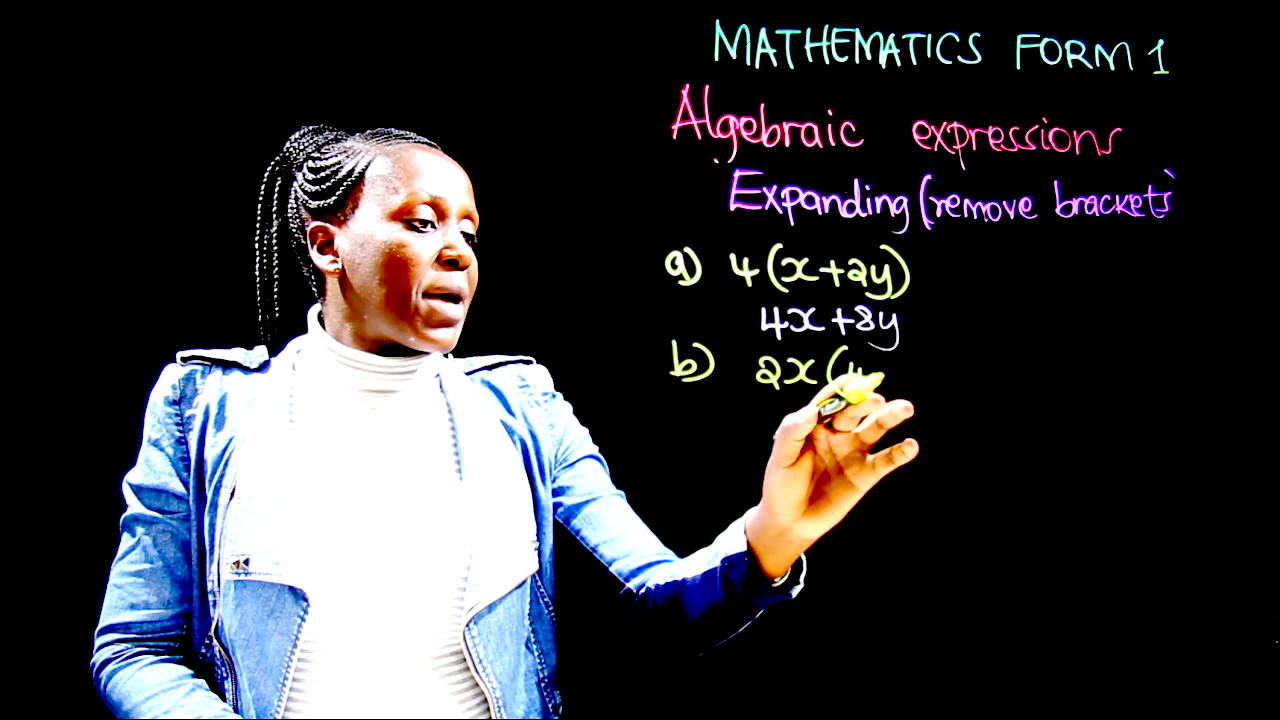 MATHEMATICS FORM 1
Algebraic expressions
Expanding (remove brackets)
a) 4(x+2y)
4x+8y
b) 2x(